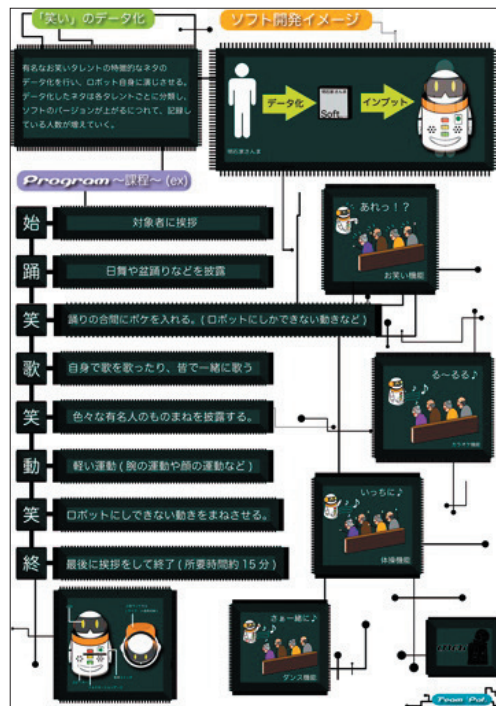 「笑い」のデータ化
ソフト開発イメージ
有名なお笑いタレントの特徴的なネタの
データ化を行い、ロボット自身に演じさせる。
データ化したネタは各タレントごとに分類し、
ソフトのバージョンが上がるにつれて、記録し
ている人数が増えていく。
データ化
明石家さんま
Soft
インプット
明石家さんま
Program ～課程～ (ex)
始
対象者に挨拶
踊
日舞や盆踊りなどを披露
笑
踊りの合間にボケを入れる。(ロボットにしかできない動きなど)
歌
自身で歌を歌ったり、皆で一緒に歌う
笑
色々な有名人のものまねを披露する。
動
軽い運動 (腕の運動や顔の運動など)
笑
ロボットにしできない動きをまねさせる。
終
最後に挨拶をして終了 (所要時間約15分)
あれっ！？
お笑い機能
る～るる♪
カラオケ機能
いっちに♪
体操機能
さぁ一緒に♪
ダンス機能
Team "Pal"